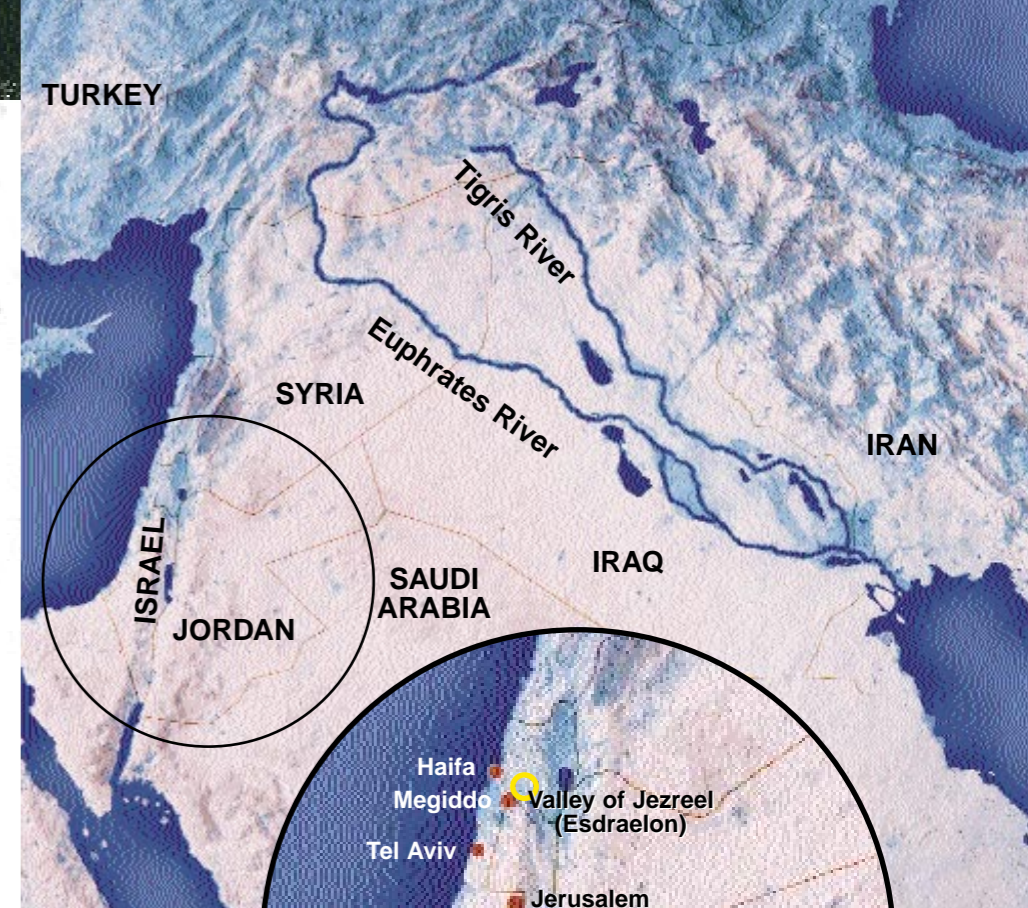 TURKEY
Tigris River
Euphrates River
SYRIA
IRAN
ISRAEL
IRAQ
SAUDI
ARABIA
JORDAN
Haifa
Megiddo
Valley of Jezreel
(Esdraelon)
Tel Aviv
Jerusalem